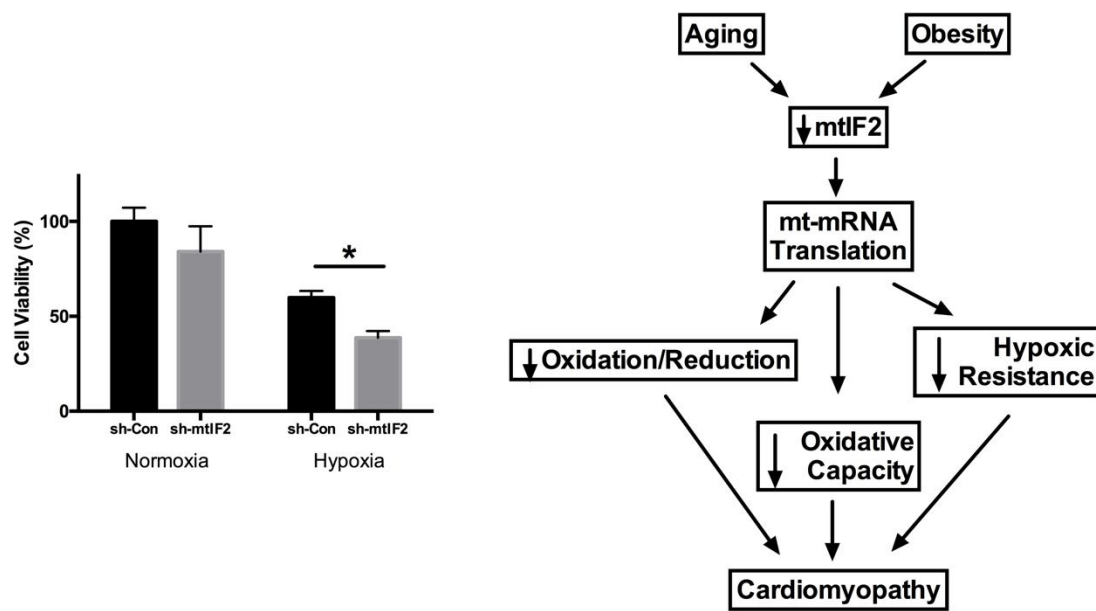 Cell Viability (%)
100
50
0
*
sh-Con
sh-mtIF2
sh-Con
sh-mtIF2
Normoxia
Hypoxia
Aging
Obesity
↓ mtIF2
mt-mRNA
Translation
↓ Oxidation/Reduction
↓ Hypoxic
Resistance
↓ Oxidative
Capacity
Cardiomyopathy